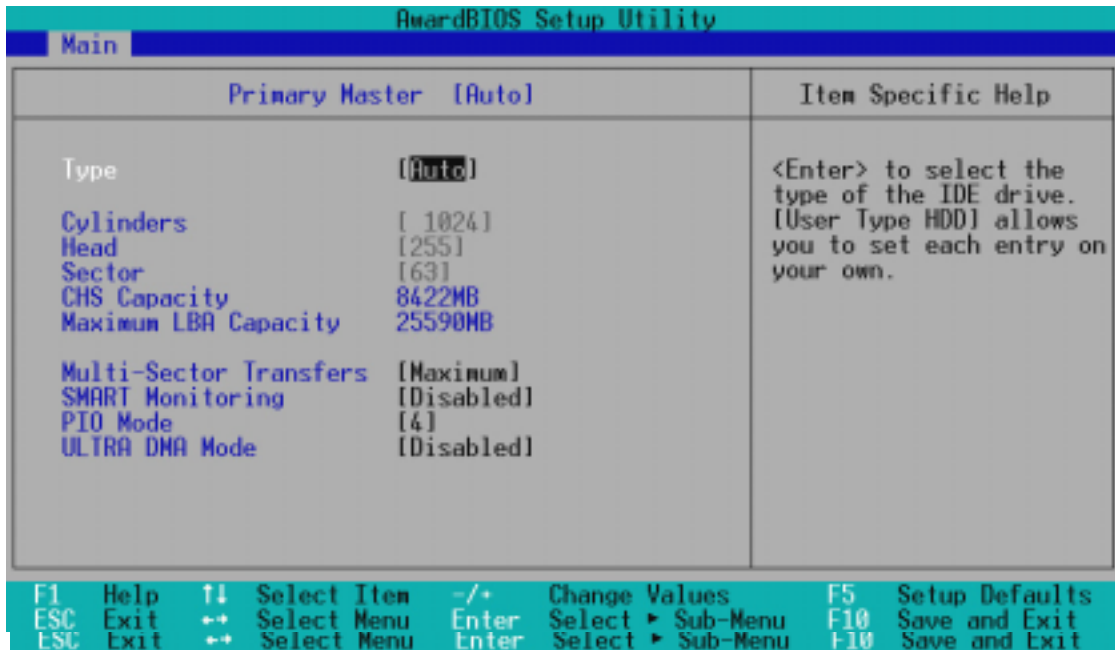 AwardBIOS Setup Utility
Main
Primary Master [Auto]
Item Specific Help
Type [Auto]
Cylinders [ 1024]
Head [255]
Sector [63]
CHS Capacity 8422MB
Maximum LBA Capacity 25590MB
Multi-Sector Transfers [Maximum]
SMART Monitoring [Disabled]
PIO Mode [4]
ULTRA DMA Mode [Disabled]
<Enter> to select the
type of the IDE drive.
[User Type HDD] allows
you to set each entry on
your own.
F1 Help ↑↓ Select Item -/+ Change Values F5 Setup Defaults
ESC Exit ←→ Select Menu Enter Select ► Sub-Menu F10 Save and Exit
ESC Exit ←→ Select Menu Enter Select ► Sub-Menu F10 Save and Exit